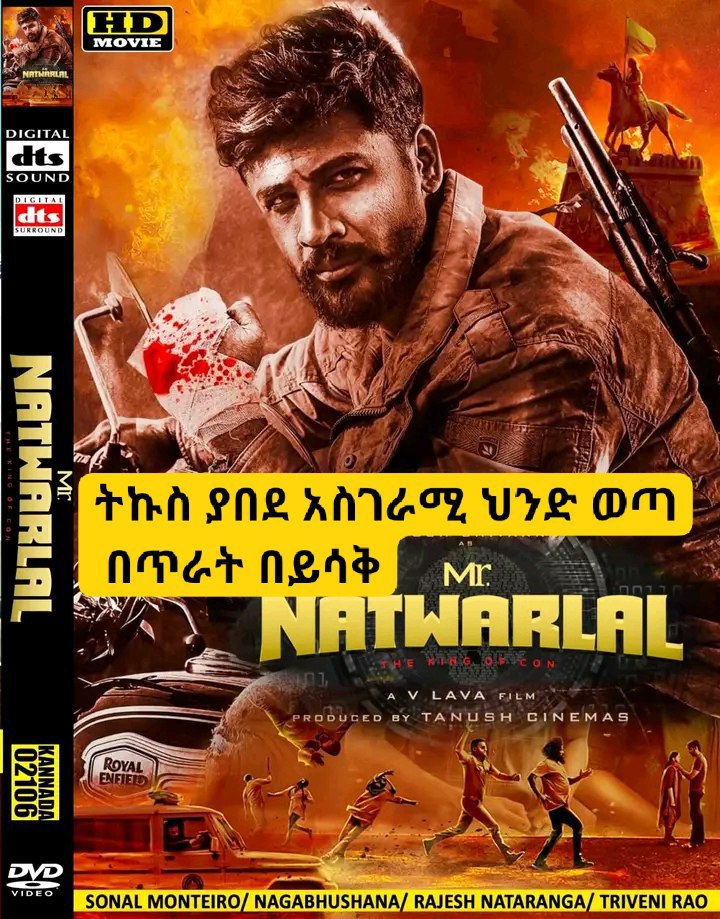 HD
MOVIE
NATWARLAL
DIGITAL
dts
SOUND
DIGITAL
dts
SURROUND
Mr.
NATWARLAL
THE KING OF CON
ትኩስ ያበደ አስገራሚ ህንድ ወጣ
በጥራት በይሳቅ
AS
Mr.
NATWARLAL
THE KING OF CON
A V LAVA FILM
PRODUCED BY TANUSH CINEMAS
ROYAL
ENFIELD
KANNADA
02106
DVD
VIDEO
SONAL MONTEIRO/ NAGABHUSHANA/ RAJESH NATARANGA/ TRIVENI RAO